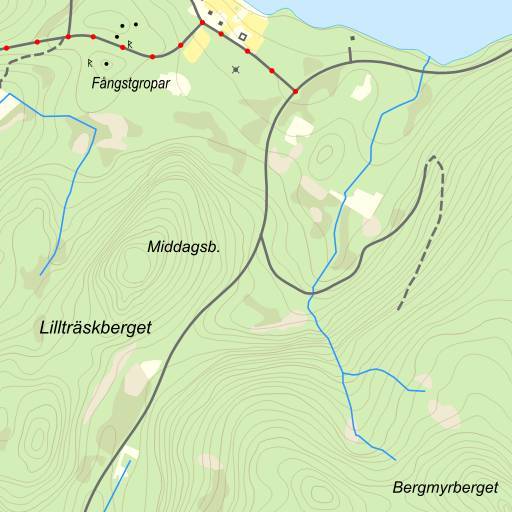 R
R
Fångstgropar
Middagsb.
Lillträskberget
Bergmyrberget